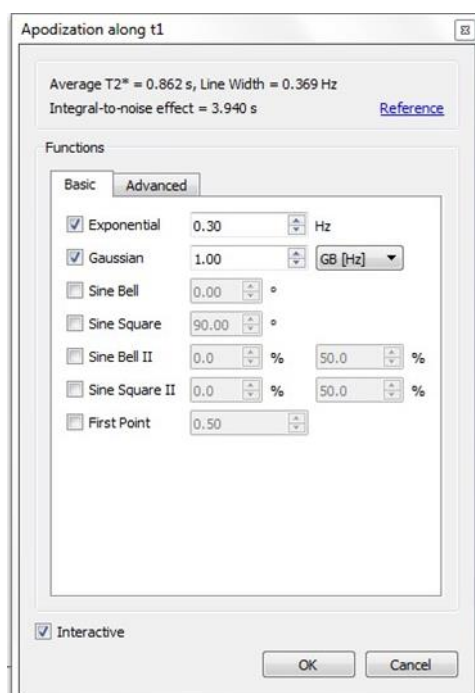 Apodization along t1
Average T2* = 0.862 s, Line Width = 0.369 Hz
Integral-to-noise effect = 3.940 s Reference
Functions
Basic Advanced
Exponential 0.30 Hz
Gaussian 1.00 GB [Hz]
Sine Bell 0.00 °
Sine Square 90.00 °
Sine Bell II 0.0 % 50.0 %
Sine Square II 0.0 % 50.0 %
First Point 0.50
Interactive
OK Cancel